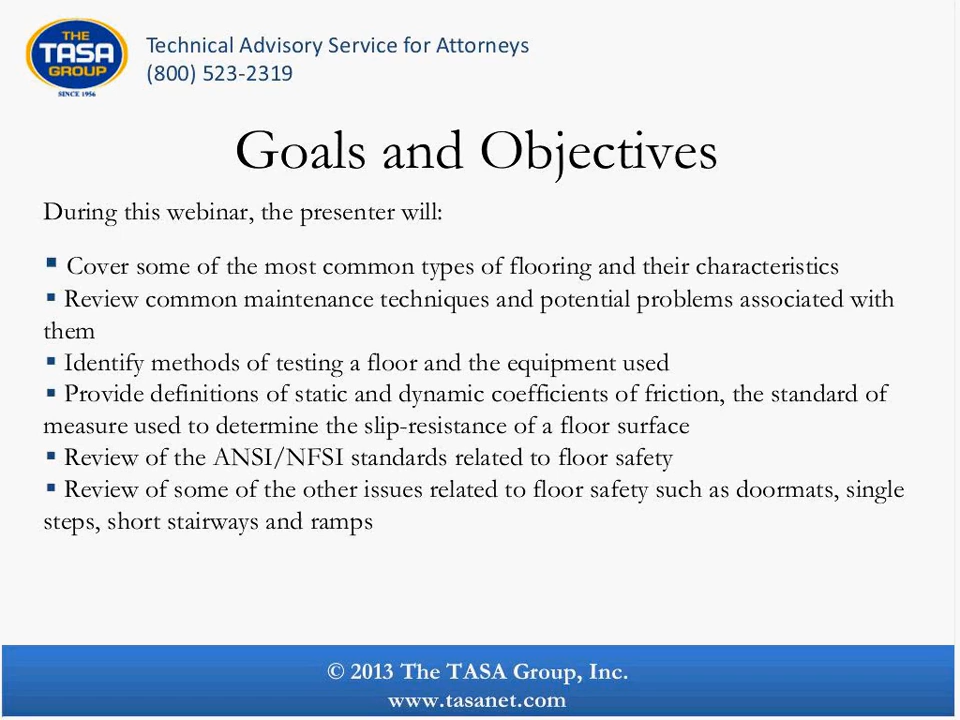 THE
TASA
GROUP
SINCE 1956
Technical Advisory Service for Attorneys
(800) 523-2319
Goals and Objectives
During this webinar, the presenter will:
▪ Cover some of the most common types of flooring and their characteristics
▪ Review common maintenance techniques and potential problems associated with
them
▪ Identify methods of testing a floor and the equipment used
▪ Provide definitions of static and dynamic coefficients of friction, the standard of
measure used to determine the slip-resistance of a floor surface
▪ Review of the ANSI/NFSI standards related to floor safety
▪ Review of some of the other issues related to floor safety such as doormats, single
steps, short stairways and ramps
© 2013 The TASA Group, Inc.
www.tasanet.com